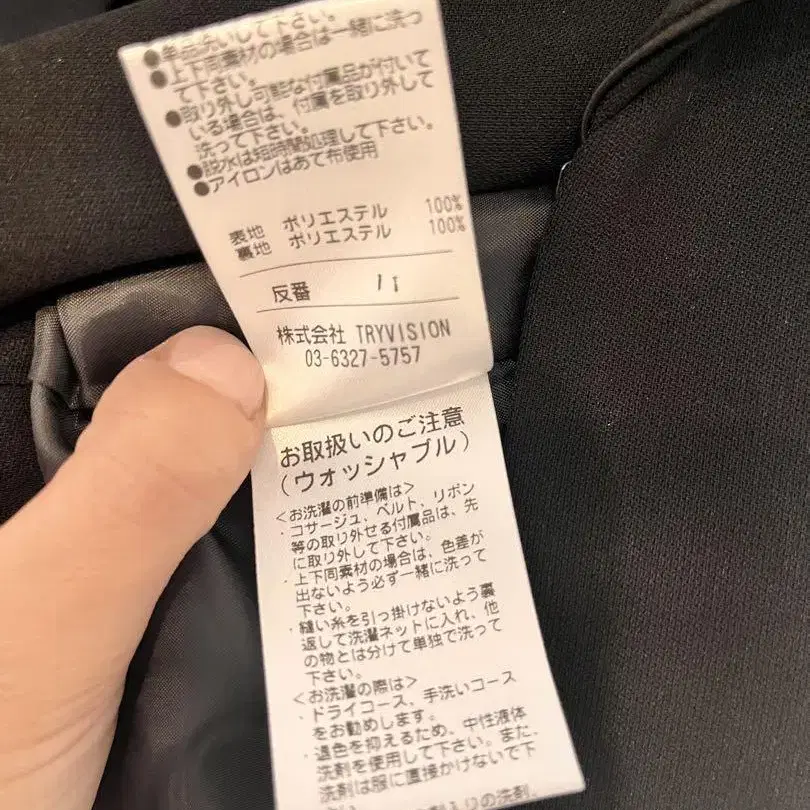 ●単品洗いして下さい。
●上下同素材の場合は一緒に洗っ
て下さい。
●取り外し可能な付属品が付いて
いる場合は、付属を取り外して
洗って下さい。
●脱水は短時間処理して下さい。
●アイロンはあて布使用
表地 ポリエステル 100%
裏地 ポリエステル 100%
反番
株式会社 TRYVISION
03-6327-5757
お取扱いのご注意
(ウォッシャブル)
<お洗濯の前準備は>
・コサージュ、ベルト、リボン
等の取り外せる付属品は、先
に取り外して下さい。
・上下同素材の場合は、色差が
出ないよう必ず一緒に洗って
下さい。
・縫い糸を引っ掛けないよう裏
返して洗濯ネットに入れ、他
の物とは分けて単独で洗って
下さい。
<お洗濯の際は>
・ドライコース、手洗いコース
をお勧めします。
・退色を抑えるため、中性液体
洗剤を使用して下さい。また、
洗剤は服に直接かけないで下
入りの洗剤、